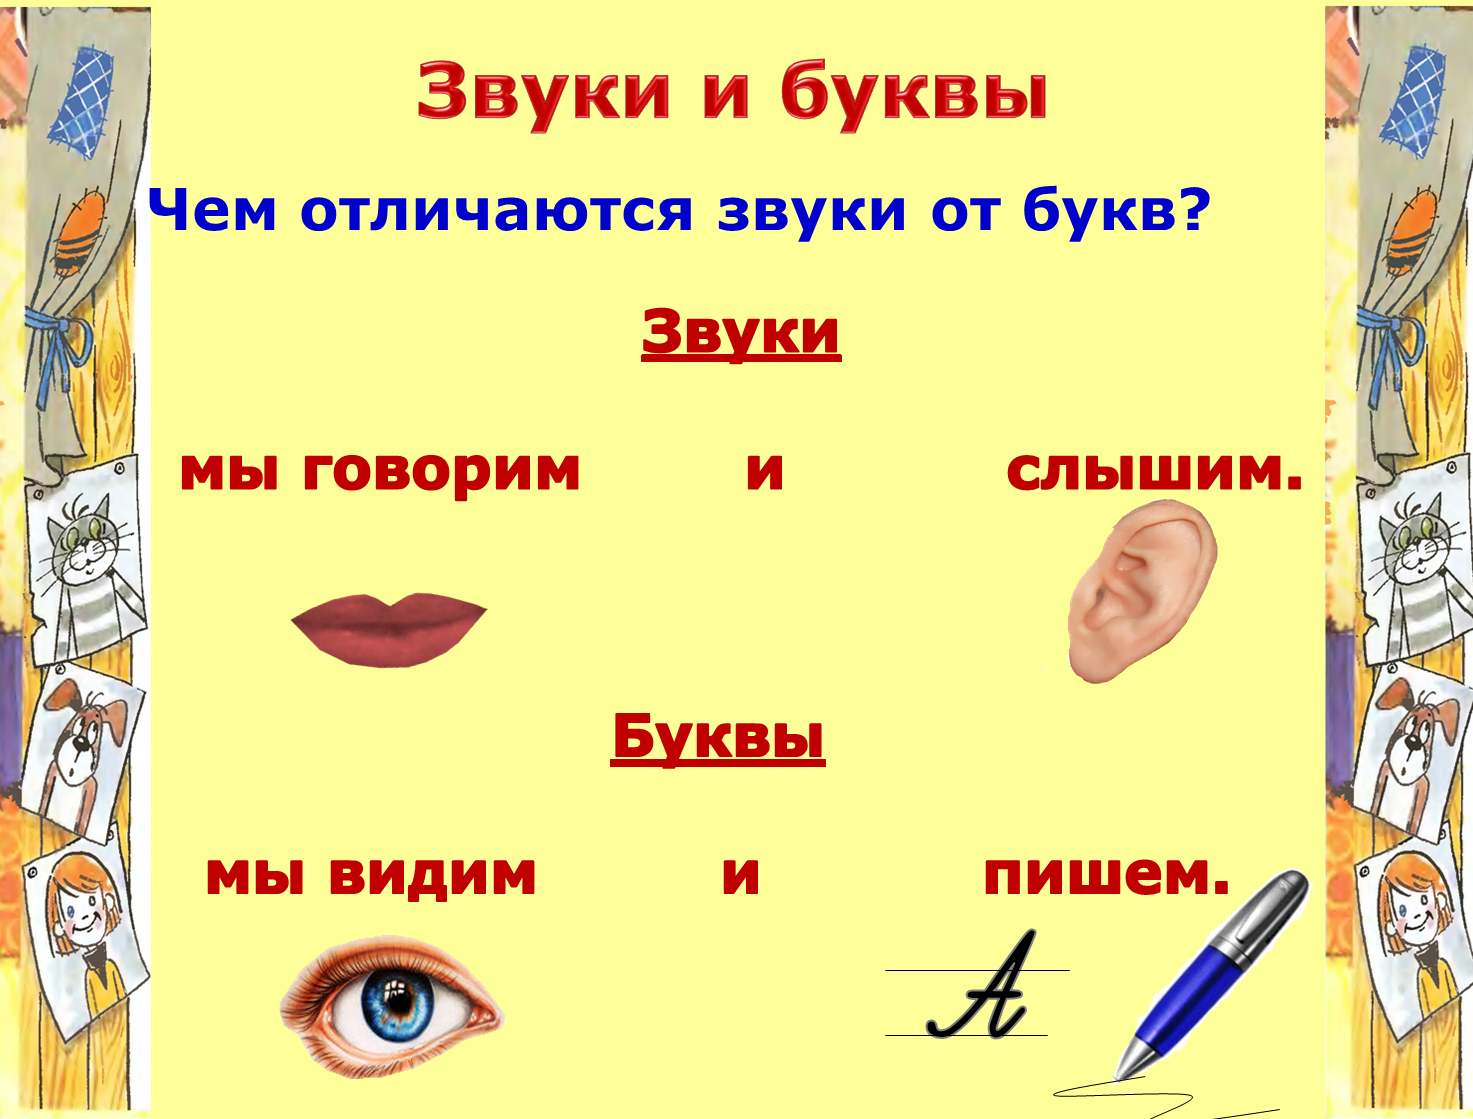 Звуки и буквы
Чем отличаются звуки от букв?
Звуки
мы говорим и слышим.
Буквы
мы видим и пишем.
А